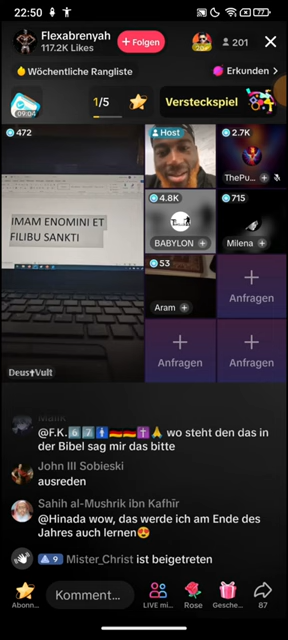 22:50
77
Flexabrenyah
117.2K Likes
+ Folgen
201
Wöchentliche Rangliste
Erkunden >
09:04
1/5
Versteckspiel
472
Host
2.7K
ThePu...
IMAM ENOMINI ET
FILIBU SANKTI
4.8K
BABYLON
715
Milena
53
Aram
Anfragen
Anfragen
Anfragen
Deus✝Vult
Malik
@F.K.6️⃣7️⃣🚹🇩🇪🇩🇪✝️🙏 wo steht den das in
der Bibel sag mir das bitte
John III Sobieski
ausreden
Sahih al-Mushrik ibn Kafhīr
@Hinada wow, das werde ich am Ende des
Jahres auch lernen😍
9 Mister_Christ ist beigetreten
Abonn...
Komment...
LIVE mi...
Rose
Gesche...
87